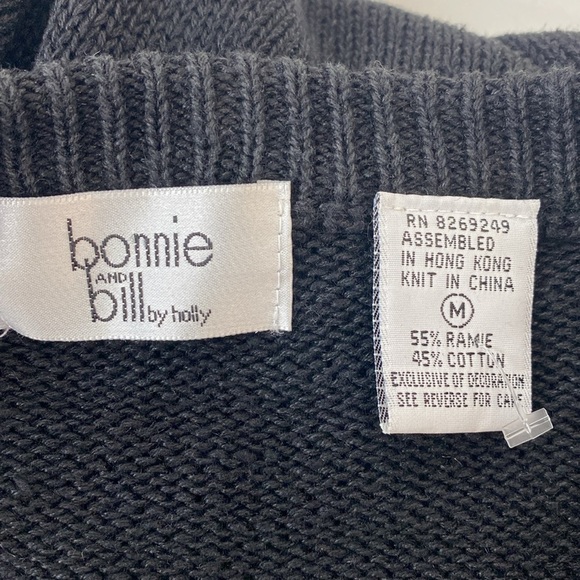 bonnie
AND
bill by holly
RN 8269249
ASSEMBLED
IN HONG KONG
KNIT IN CHINA
M
55% RAMIE
45% COTTON
EXCLUSIVE OF DECORATION
SEE REVERSE FOR CARE